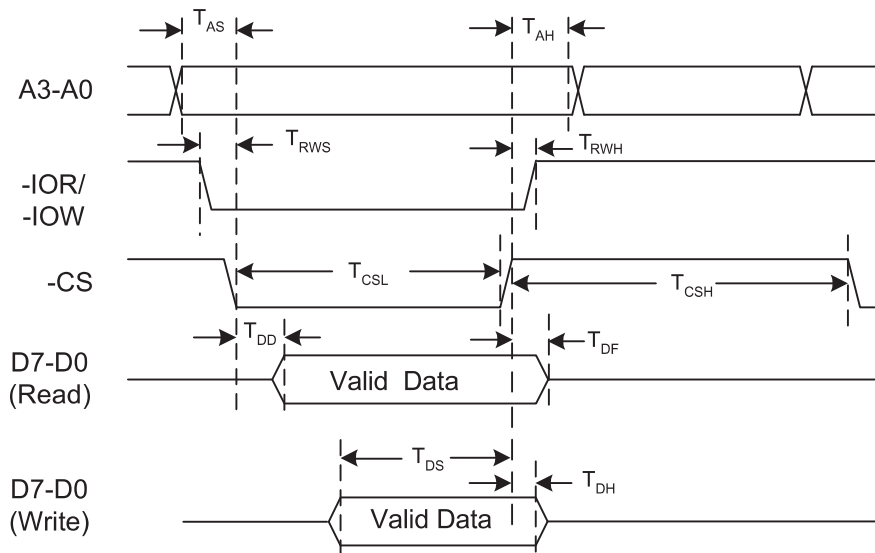 TAS
TAH
A3-A0
TRWS
TRWH
-IOR/
-IOW
-CS
TCSL
TCSH
TDD
TDF
D7-D0
(Read)
Valid Data
TDS
TDH
D7-D0
(Write)
Valid Data